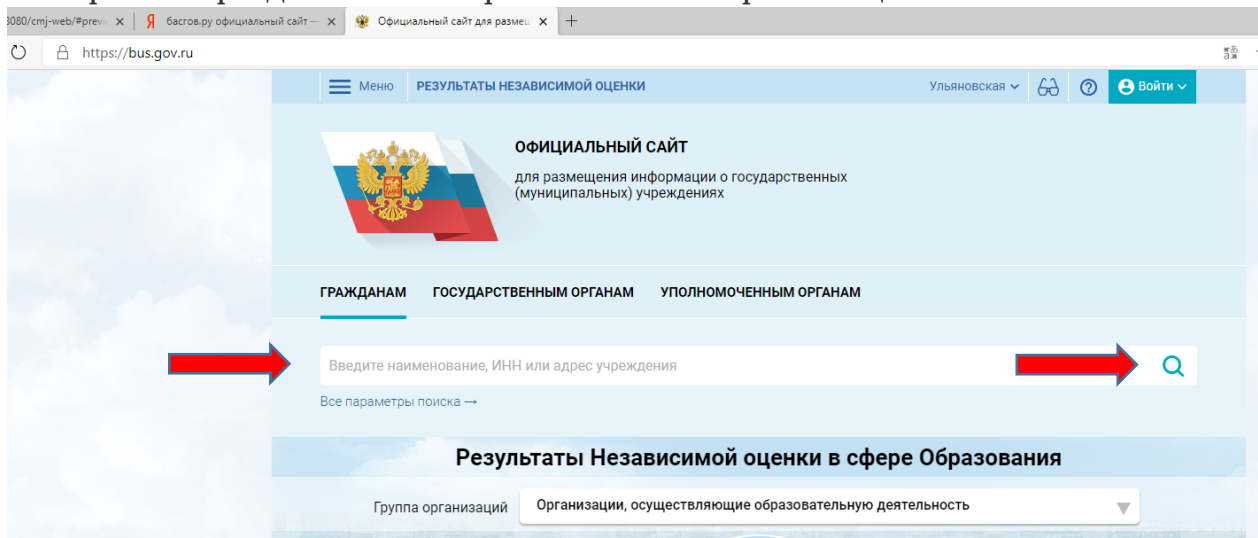 3080/cmj-web/#previ
басгов.ру официальный сайт —
Официальный сайт для размещ
https://bus.gov.ru
Меню РЕЗУЛЬТАТЫ НЕЗАВИСИМОЙ ОЦЕНКИ Ульяновская Войти
ОФИЦИАЛЬНЫЙ САЙТ
для размещения информации о государственных
(муниципальных) учреждениях
ГРАЖДАНАМ ГОСУДАРСТВЕННЫМ ОРГАНАМ УПОЛНОМОЧЕННЫМ ОРГАНАМ
Введите наименование, ИНН или адрес учреждения
Все параметры поиска →
Результаты Независимой оценки в сфере Образования
Группа организаций Организации, осуществляющие образовательную деятельность